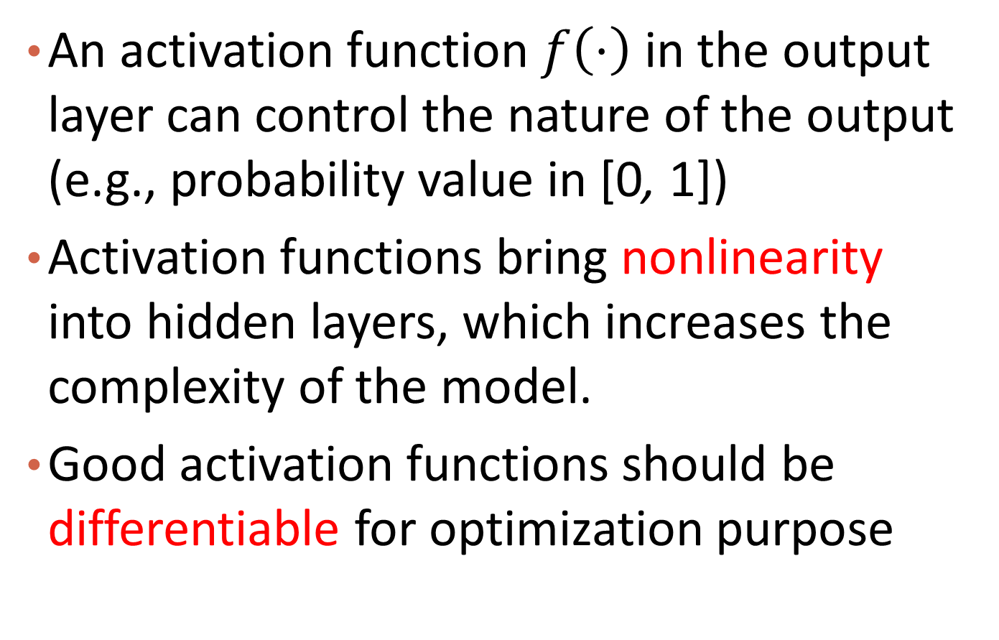 •An activation function f(·) in the output
layer can control the nature of the output
(e.g., probability value in [0, 1])
•Activation functions bring nonlinearity
into hidden layers, which increases the
complexity of the model.
•Good activation functions should be
differentiable for optimization purpose